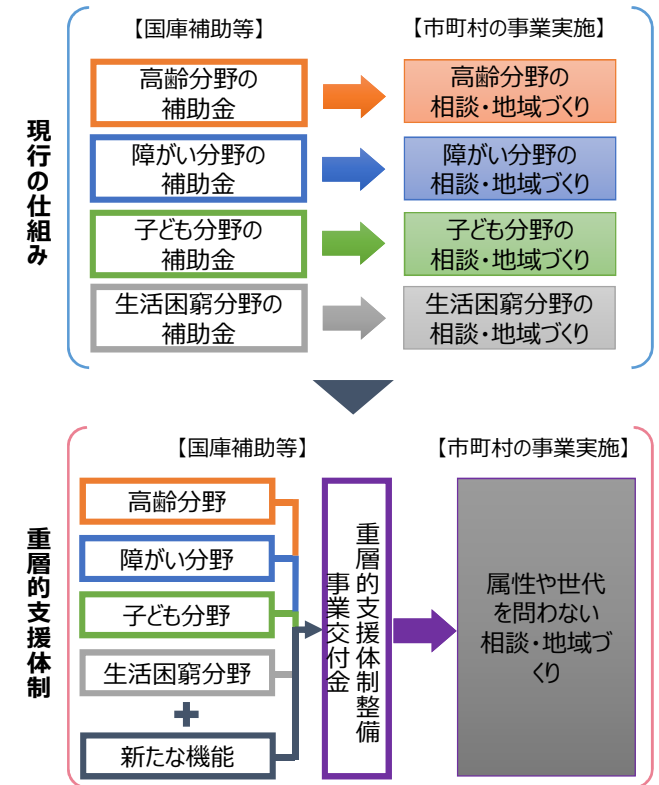 現行の仕組み
【国庫補助等】
【市町村の事業実施】
高齢分野の
補助金
高齢分野の
相談・地域づくり
障がい分野の
補助金
障がい分野の
相談・地域づくり
子ども分野の
補助金
子ども分野の
相談・地域づくり
生活困窮分野の
補助金
生活困窮分野の
相談・地域づくり
重層的支援体制
【国庫補助等】
【市町村の事業実施】
高齢分野
障がい分野
子ども分野
生活困窮分野
新たな機能
重層的支援体制整備
事業交付金
属性や世代
を問わない
相談・地域づ
くり